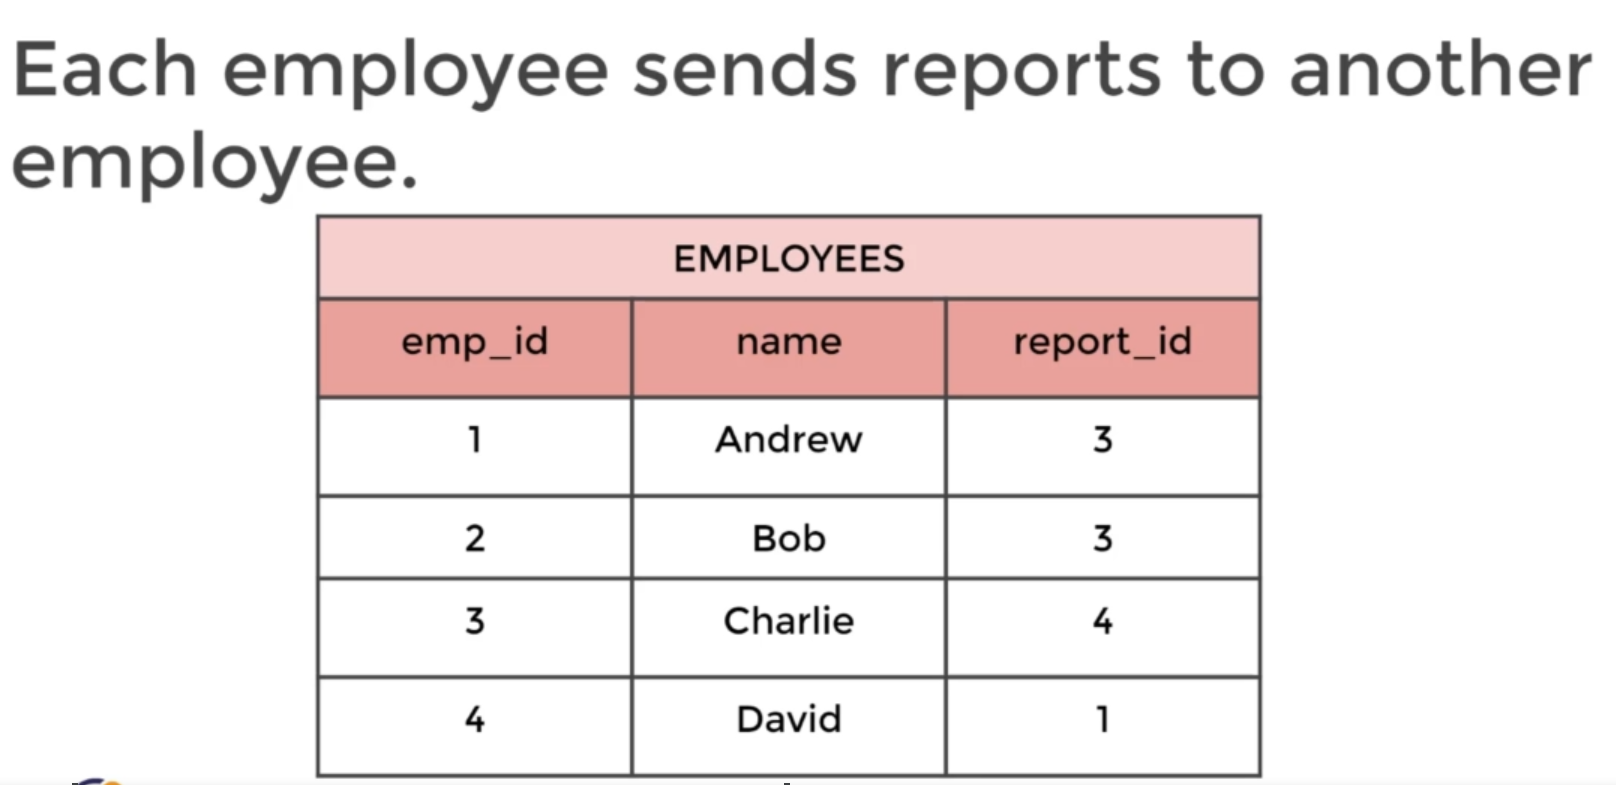 Each employee sends reports to another
employee.
EMPLOYEES
emp_id name report_id
1 Andrew 3
2 Bob 3
3 Charlie 4
4 David 1